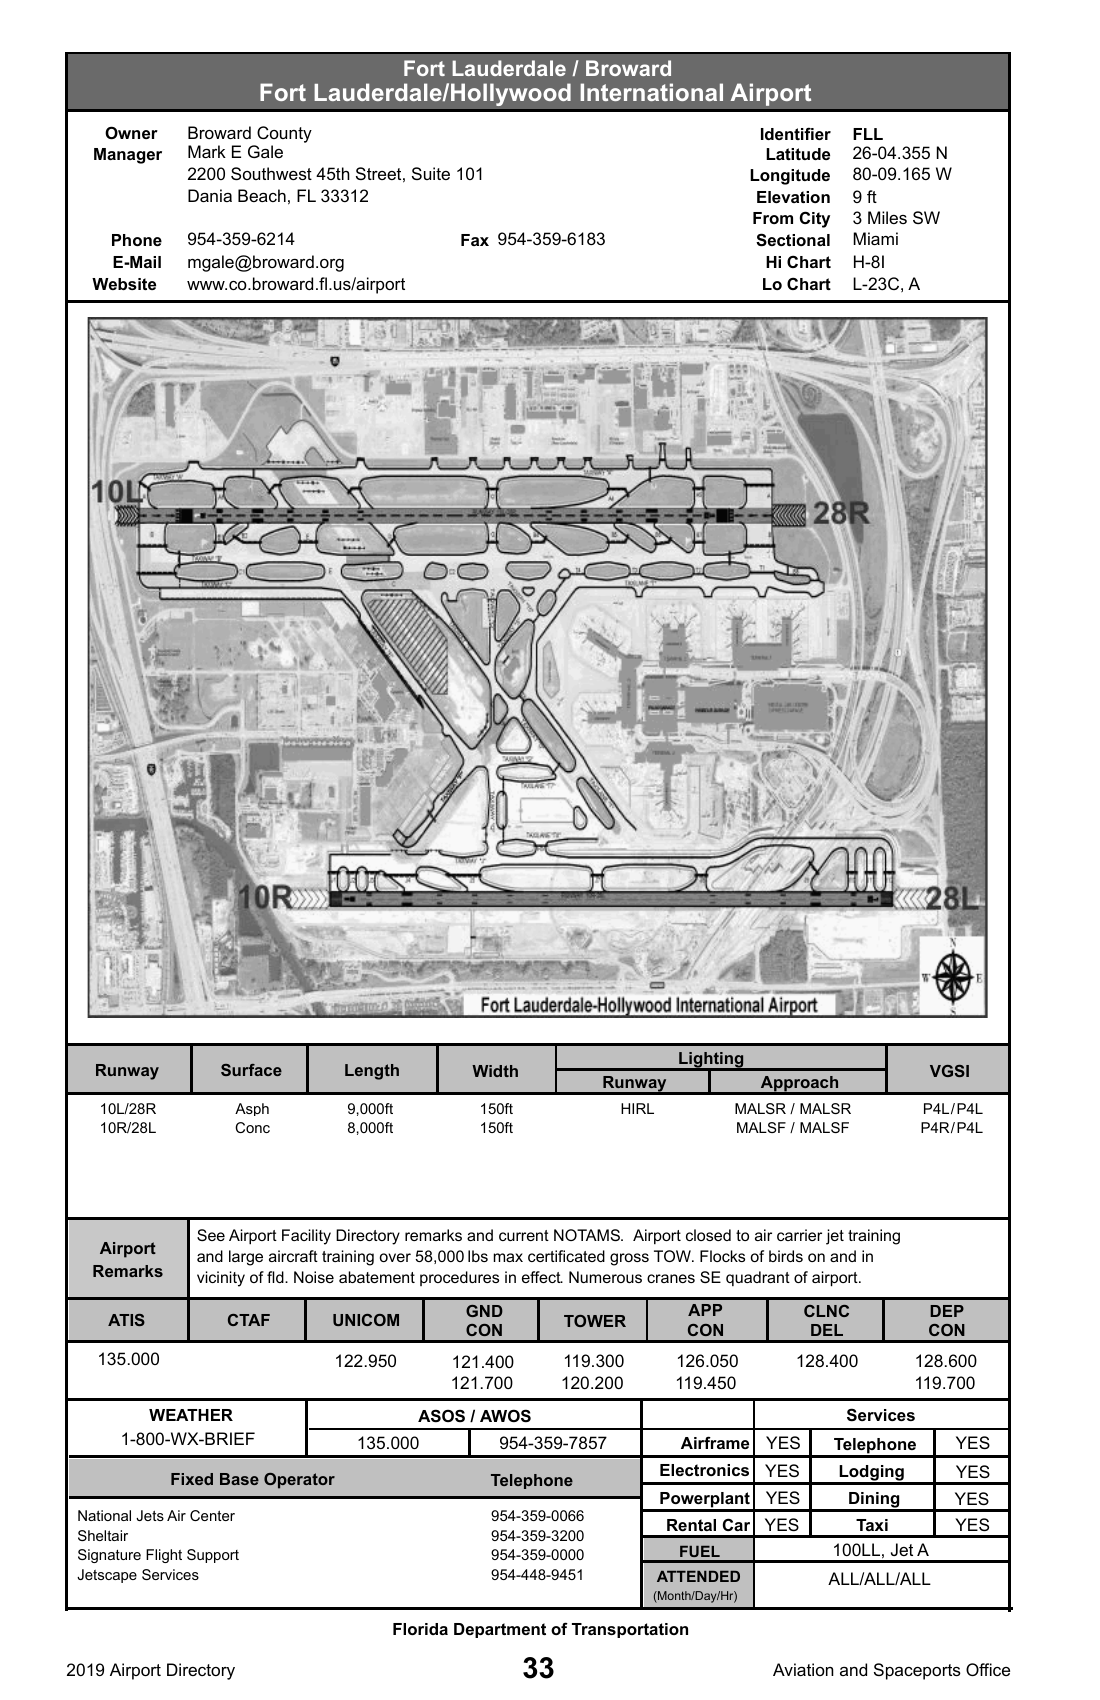 Fort Lauderdale / Broward
Fort Lauderdale/Hollywood International Airport
Owner Broward County
Manager Mark E Gale
2200 Southwest 45th Street, Suite 101
Dania Beach, FL 33312
Phone 954-359-6214 Fax 954-359-6183
E-Mail mgale@broward.org
Website www.co.broward.fl.us/airport
Identifier FLL
Latitude 26-04.355 N
Longitude 80-09.165 W
Elevation 9 ft
From City 3 Miles SW
Sectional Miami
Hi Chart H-8I
Lo Chart L-23C, A
10L
28R
10R
28L
N
W E
S
Fort Lauderdale-Hollywood International Airport
Runway Surface Length Width Lighting VGSI
Runway Approach
10L/28R Asph 9,000ft 150ft HIRL MALSR / MALSR P4L/P4L
10R/28L Conc 8,000ft 150ft MALSF / MALSF P4R/P4L
Airport Remarks
See Airport Facility Directory remarks and current NOTAMS. Airport closed to air carrier jet training
and large aircraft training over 58,000 lbs max certificated gross TOW. Flocks of birds on and in
vicinity of fld. Noise abatement procedures in effect. Numerous cranes SE quadrant of airport.
ATIS CTAF UNICOM GND CON TOWER APP CON CLNC DEL DEP CON
135.000 122.950 121.400 119.300 126.050 128.400 128.600
121.700 120.200 119.450 119.700
WEATHER
1-800-WX-BRIEF
ASOS / AWOS
135.000 954-359-7857
Services
Airframe YES Telephone YES
Electronics YES Lodging YES
Powerplant YES Dining YES
Rental Car YES Taxi YES
FUEL 100LL, Jet A
ATTENDED ALL/ALL/ALL
(Month/Day/Hr)
Fixed Base Operator Telephone
National Jets Air Center 954-359-0066
Sheltair 954-359-3200
Signature Flight Support 954-359-0000
Jetscape Services 954-448-9451
Florida Department of Transportation
2019 Airport Directory 33 Aviation and Spaceports Office